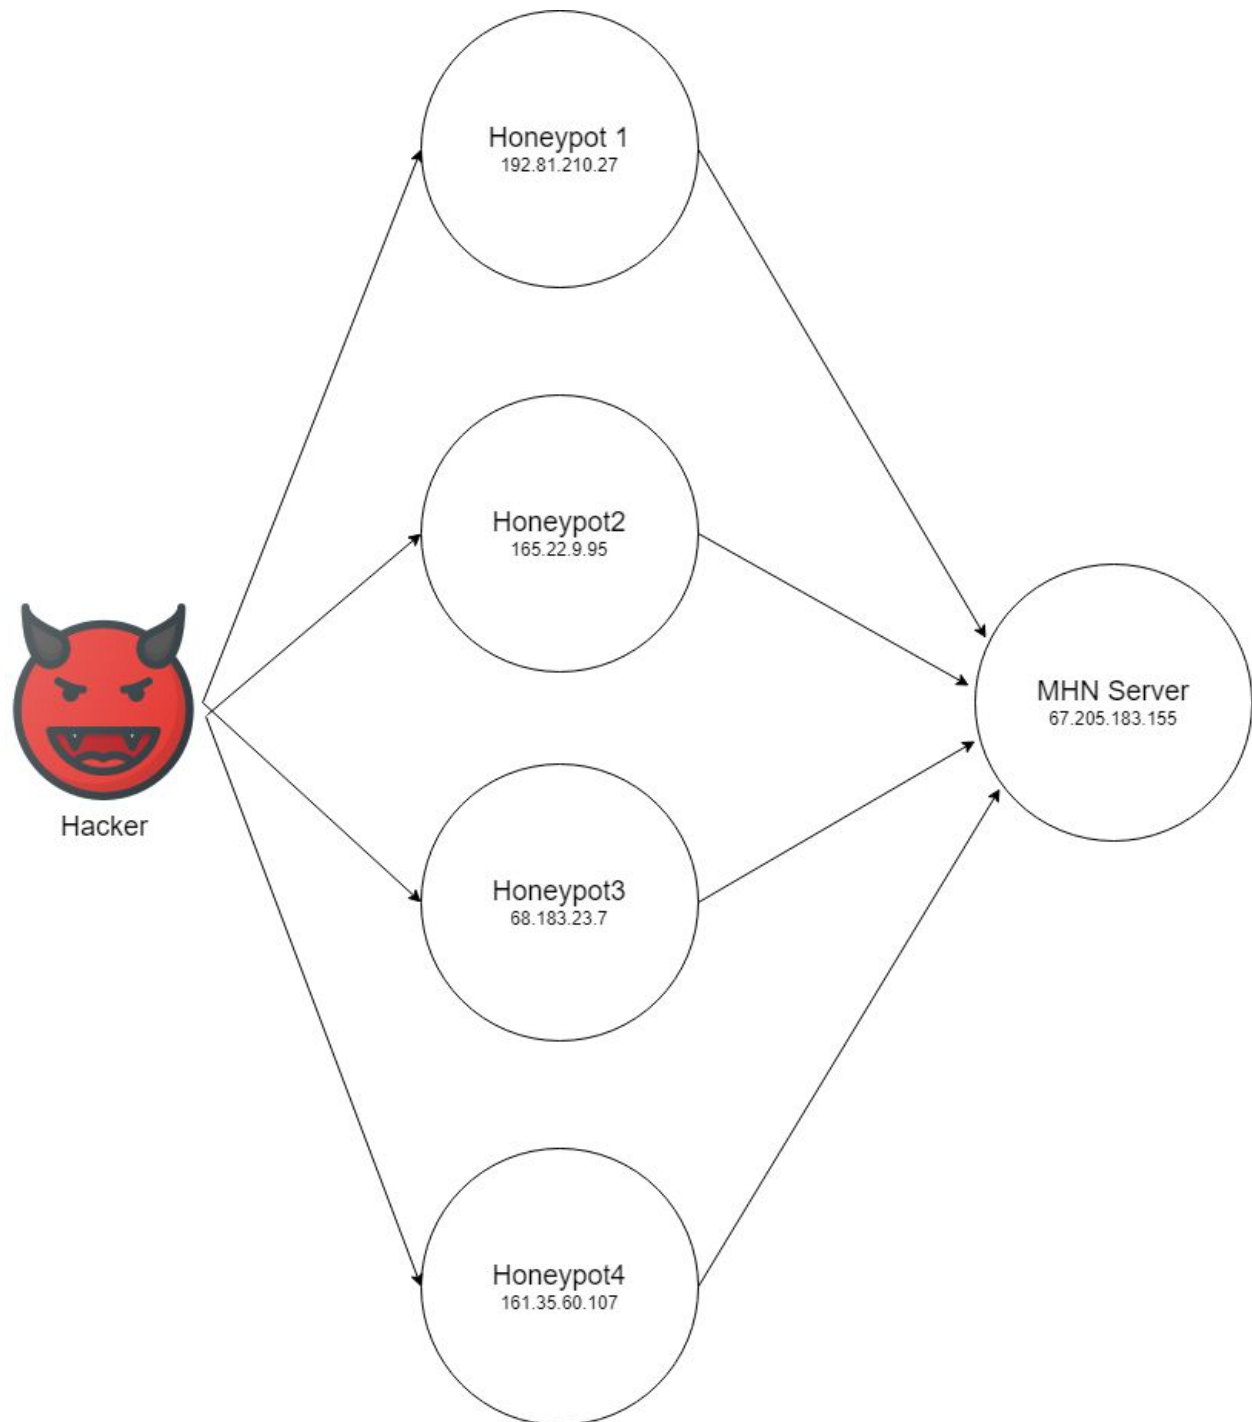 Honeypot 1
192.81.210.27
Honeypot2
165.22.9.95
Hacker
MHN Server
67.205.183.155
Honeypot3
68.183.23.7
Honeypot4
161.35.60.107